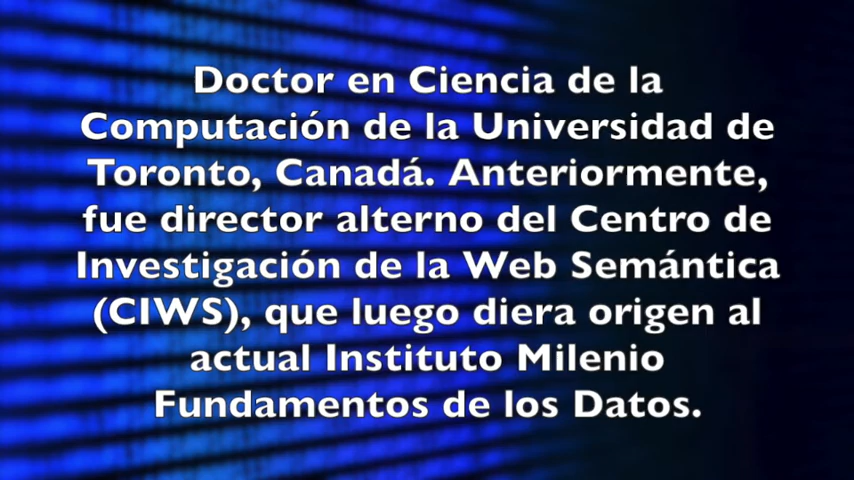 Doctor en Ciencia de la
Computación de la Universidad de
Toronto, Canadá. Anteriormente,
fue director alterno del Centro de
Investigación de la Web Semántica
(CIWS), que luego diera origen al
actual Instituto Milenio
Fundamentos de los Datos.